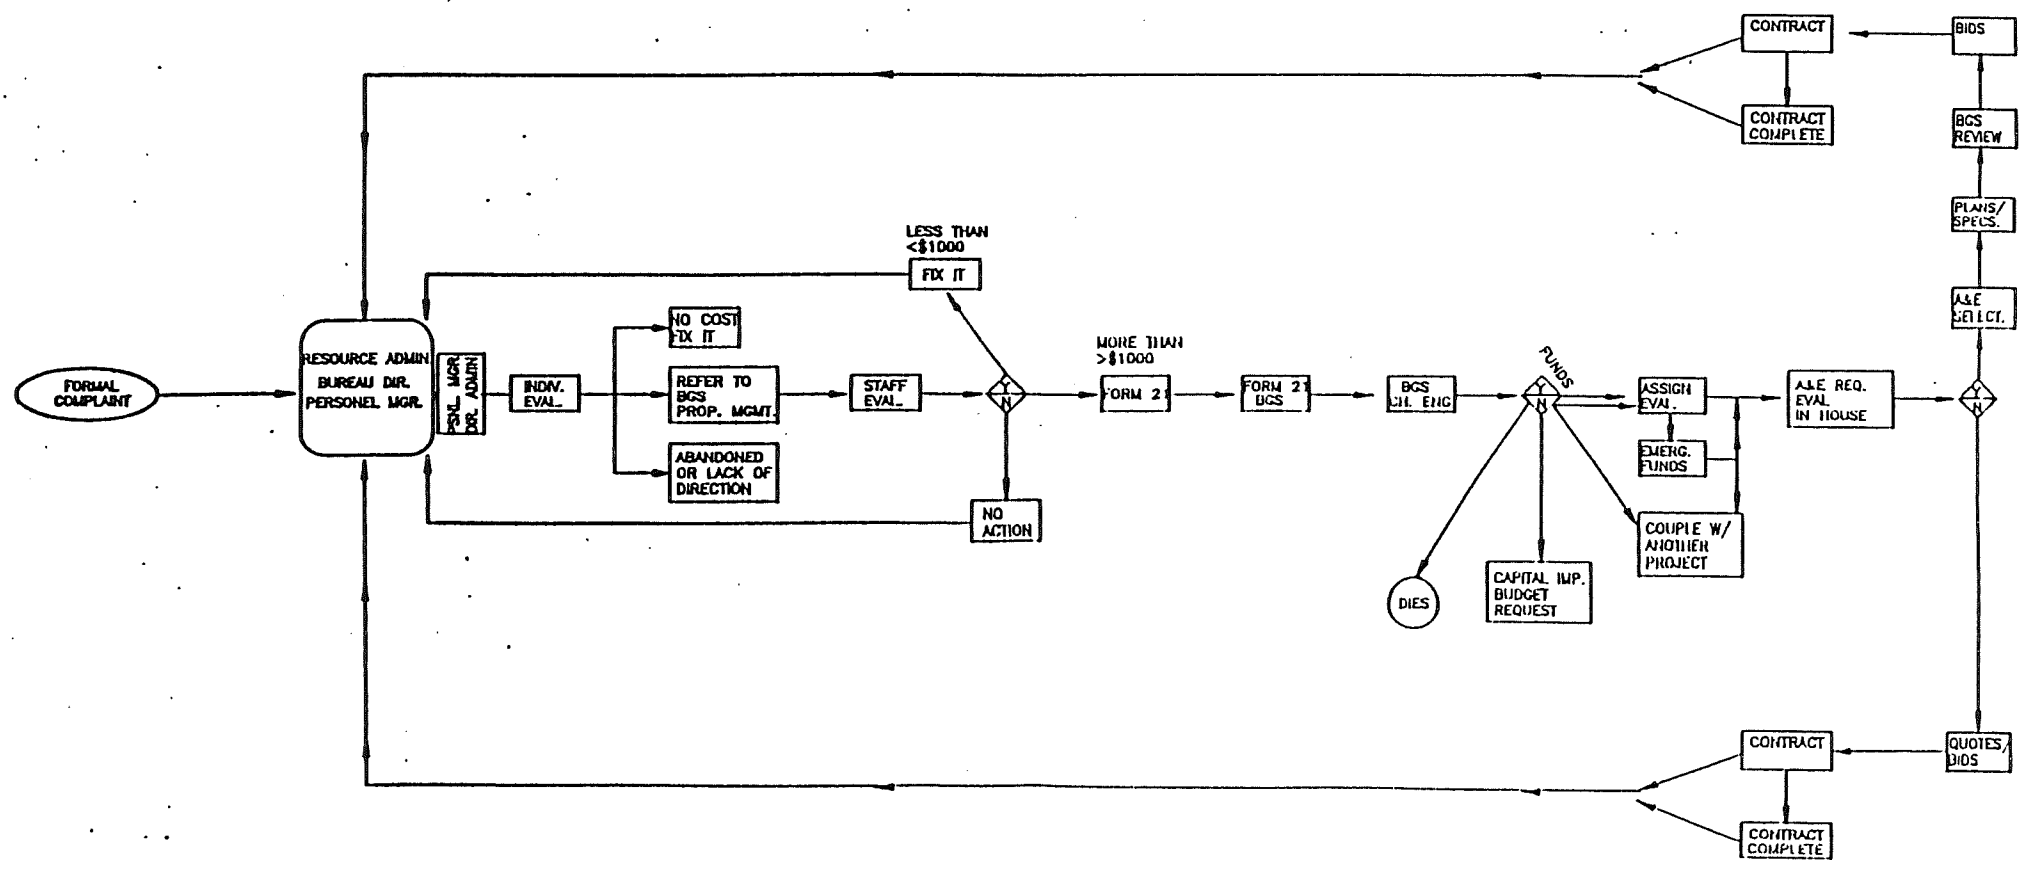 FORMAL
COMPLAINT
RESOURCE ADMIN
BUREAU DIR.
PERSONEL MGR.
PSNL. MGR.
DIR. ADMIN
INDIV.
EVAL.
NO COST
FIX IT
REFER TO
BGS
PROP. MGMT.
ABANDONED
OR LACK OF
DIRECTION
STAFF
EVAL.
Y
N
LESS THAN
<$1000
FIX IT
NO
ACTION
MORE THAN
>$1000
FORM 21
FORM 21
BGS
BGS
CH. ENG
FUNDS
Y
N
DIES
CAPITAL IMP.
BUDGET
REQUEST
COUPLE W/
ANOTHER
PROJECT
ASSIGN
EVAL.
EMERG.
FUNDS
A&E REQ.
EVAL
IN HOUSE
Y
N
A&E
SELECT.
PLANS/
SPECS.
BGS
REVIEW
BIDS
CONTRACT
CONTRACT
COMPLETE
QUOTES/
BIDS
CONTRACT
CONTRACT
COMPLETE